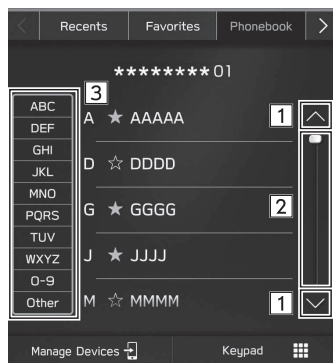 Recents Favorites Phonebook
********01
3
ABC
DEF
GHI
JKL
MNO
PQRS
TUV
WXYZ
0-9
Other
A ★ AAAAA
D ☆ DDDD
G ★ GGGG
J ★ JJJJ
M ☆ MMMM
1
2
1
Manage Devices
Keypad